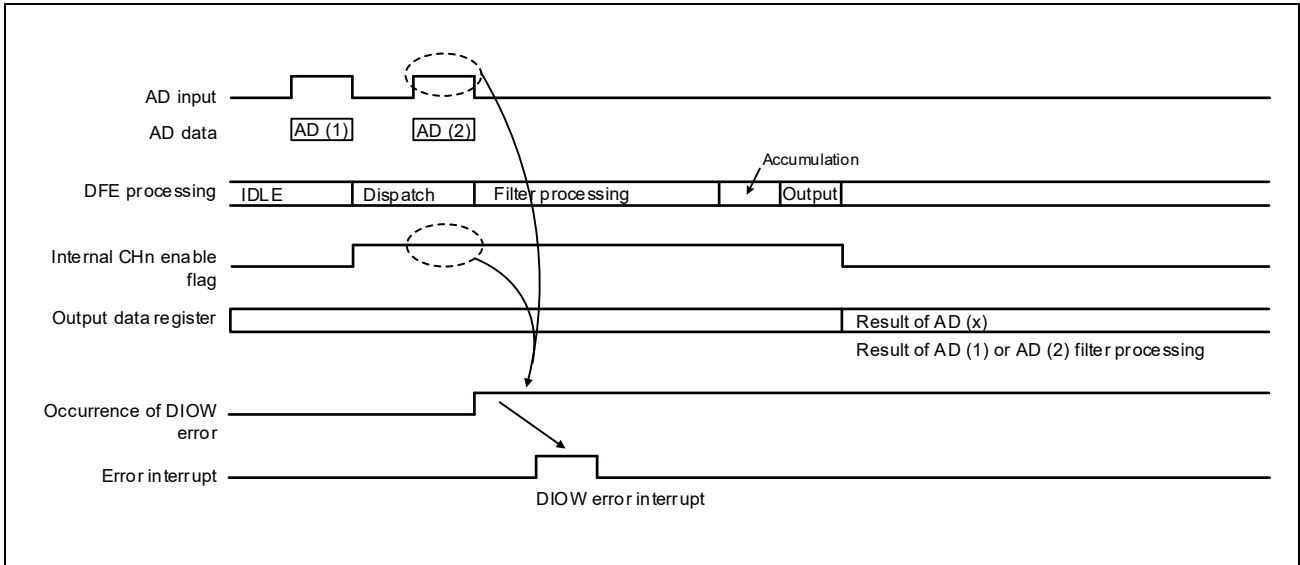 AD input
AD data
AD (1)
AD (2)
Accumulation
DFE processing
IDLE
Dispatch
Filter processing
Output
Internal CHn enable
flag
Output data register
Result of AD (x)
Result of AD (1) or AD (2) filter processing
Occurrence of DIOW
error
Error interrupt
DIOW error interrupt